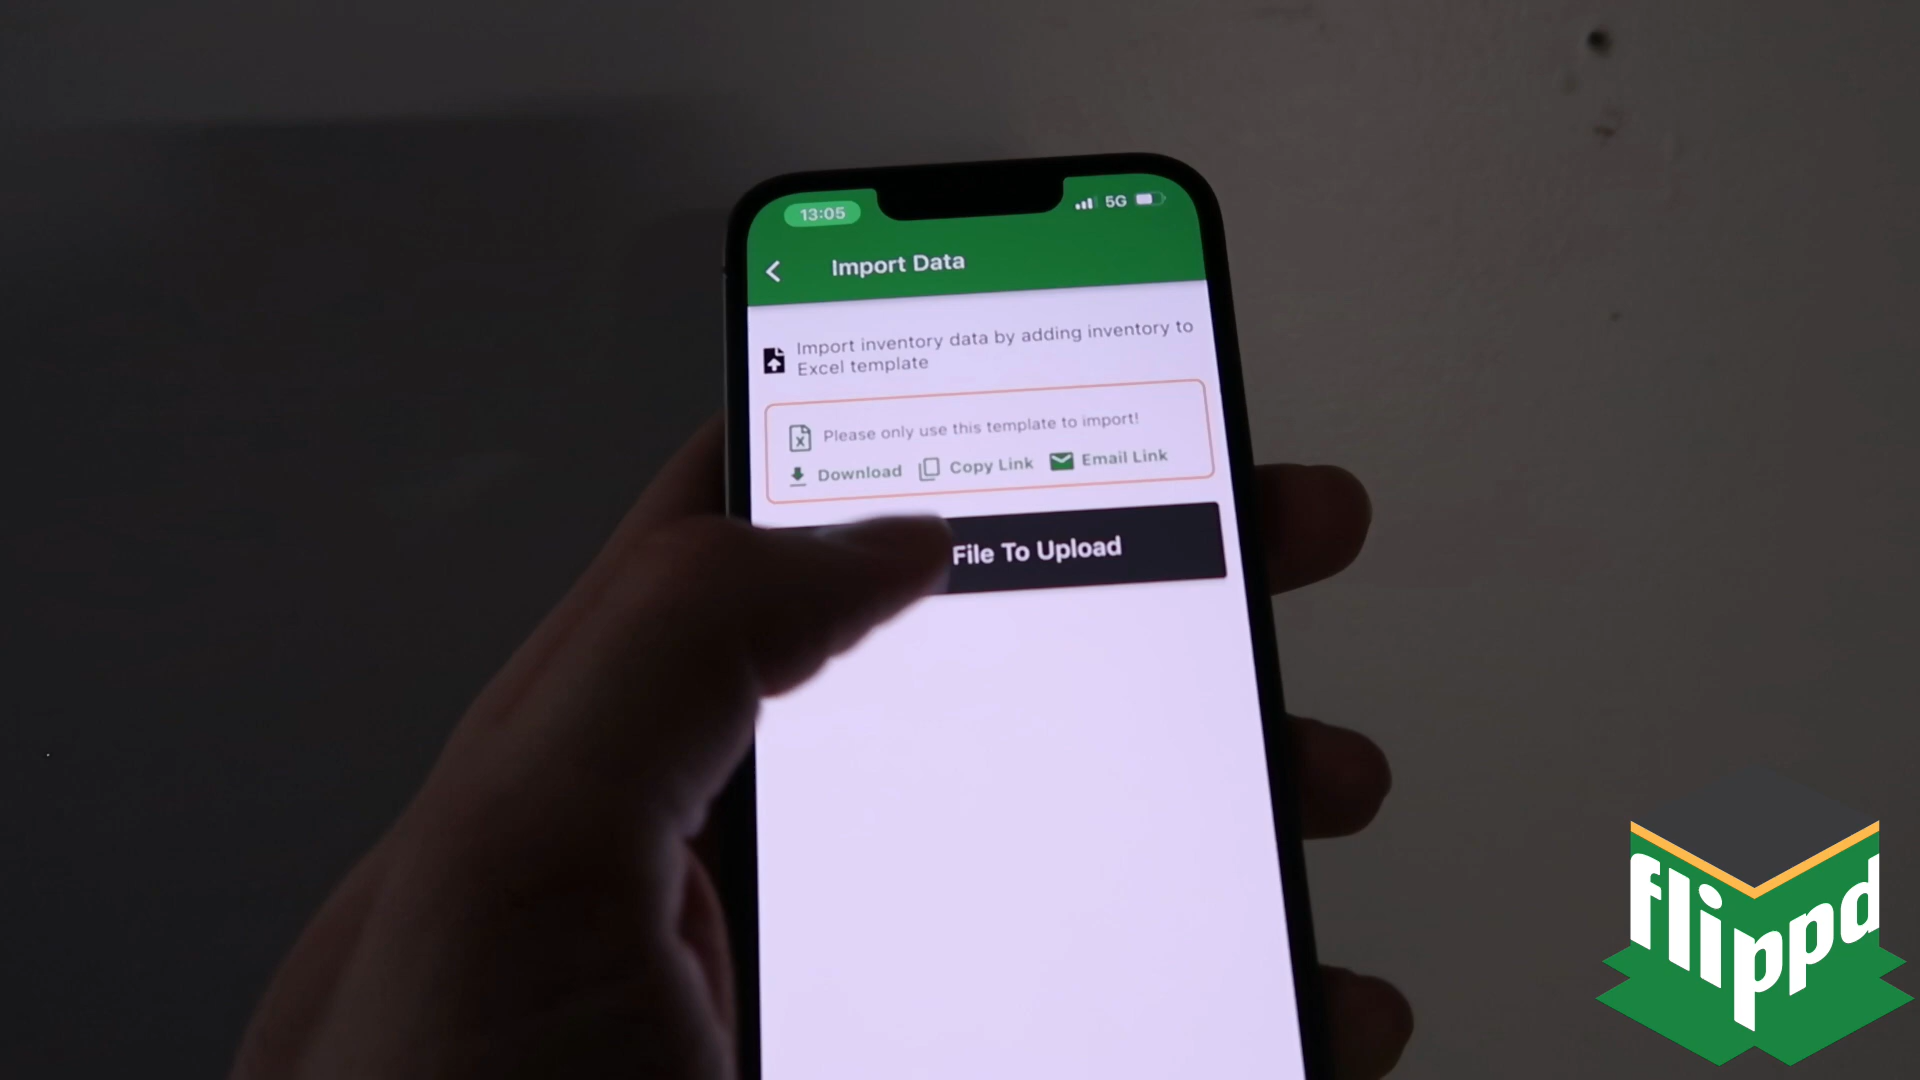 13:05
5G
Import Data
Import inventory data by adding inventory to
Excel template
Please only use this template to import!
Download
Copy Link
Email Link
File To Upload
flippd